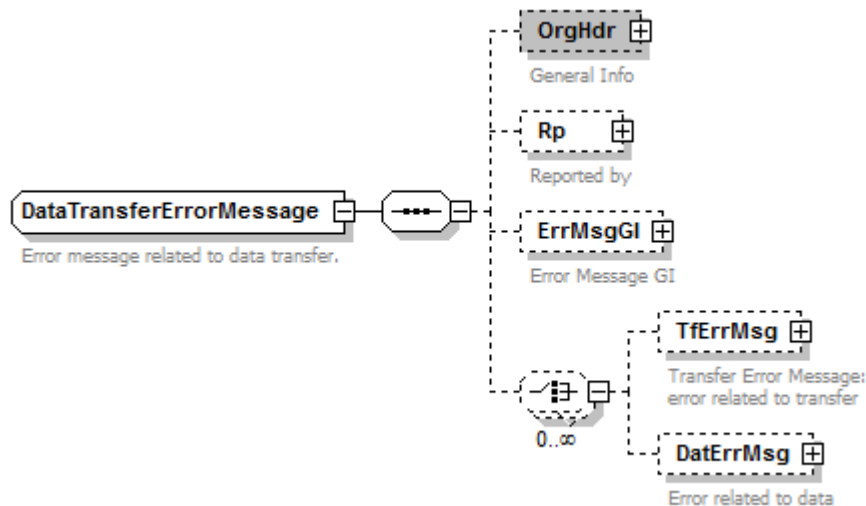 OrgHdr
General Info
Rp
Reported by
DataTransferErrorMessage
Error message related to data transfer.
ErrMsgGI
Error Message GI
TfErrMsg
Transfer Error Message:
error related to transfer
0..∞
DatErrMsg
Error related to data